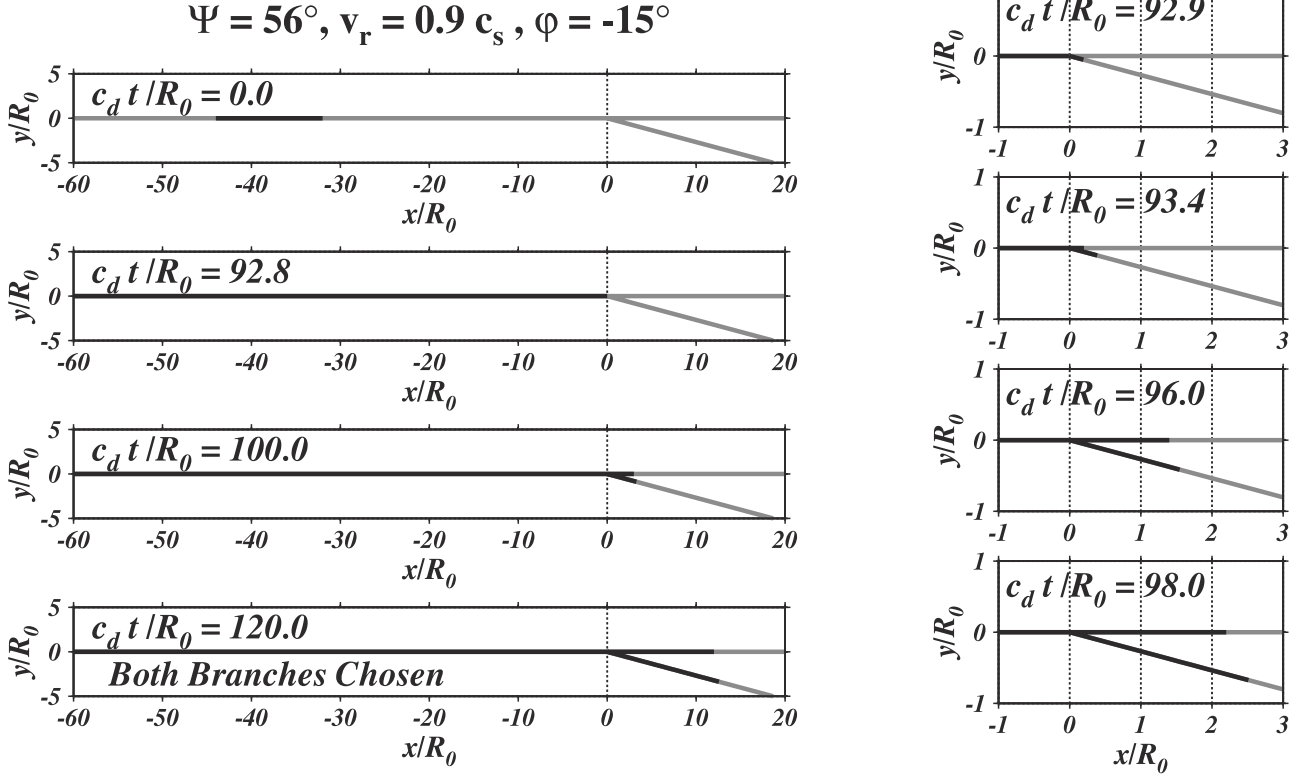 Ψ = 56°, v_r = 0.9 c_s , φ = -15°
y/R_0
5
0
-5
c_d t /R_0 = 0.0
-60 -50 -40 -30 -20 -10 0 10 20
x/R_0
y/R_0
5
0
-5
c_d t /R_0 = 92.8
-60 -50 -40 -30 -20 -10 0 10 20
x/R_0
y/R_0
5
0
-5
c_d t /R_0 = 100.0
-60 -50 -40 -30 -20 -10 0 10 20
x/R_0
y/R_0
5
0
-5
c_d t /R_0 = 120.0
Both Branches Chosen
-60 -50 -40 -30 -20 -10 0 10 20
x/R_0
c_d t /R_0 = 92.9
y/R_0
0
-1
-1 0 1 2 3
y/R_0
1
0
-1
c_d t /R_0 = 93.4
-1 0 1 2 3
y/R_0
1
0
-1
c_d t /R_0 = 96.0
-1 0 1 2 3
y/R_0
1
0
-1
c_d t /R_0 = 98.0
-1 0 1 2 3
x/R_0